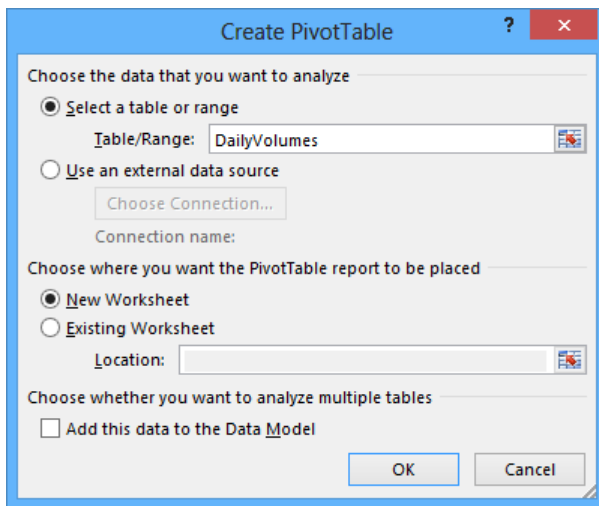 Create PivotTable
?
Choose the data that you want to analyze
Select a table or range
Table/Range: DailyVolumes
Use an external data source
Choose Connection...
Connection name:
Choose where you want the PivotTable report to be placed
New Worksheet
Existing Worksheet
Location:
Choose whether you want to analyze multiple tables
Add this data to the Data Model
OK Cancel